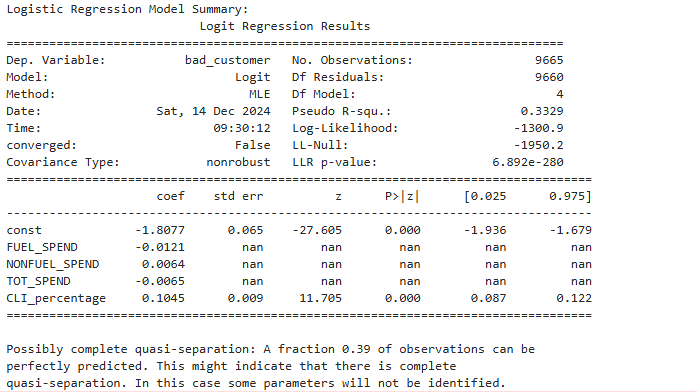 Logistic Regression Model Summary:
Logit Regression Results
==============================================================================
Dep. Variable: bad_customer No. Observations: 9665
Model: Logit Df Residuals: 9660
Method: MLE Df Model: 4
Date: Sat, 14 Dec 2024 Pseudo R-squ.: 0.3329
Time: 09:30:12 Log-Likelihood: -1300.9
converged: False LL-Null: -1950.2
Covariance Type: nonrobust LLR p-value: 6.892e-280
==================================================================================
coef std err z P>|z| [0.025 0.975]
----------------------------------------------------------------------------------
const -1.8077 0.065 -27.605 0.000 -1.936 -1.679
FUEL_SPEND -0.0121 nan nan nan nan nan
NONFUEL_SPEND 0.0064 nan nan nan nan nan
TOT_SPEND -0.0065 nan nan nan nan nan
CLI_percentage 0.1045 0.009 11.705 0.000 0.087 0.122
==================================================================================
Possibly complete quasi-separation: A fraction 0.39 of observations can be
perfectly predicted. This might indicate that there is complete
quasi-separation. In this case some parameters will not be identified.